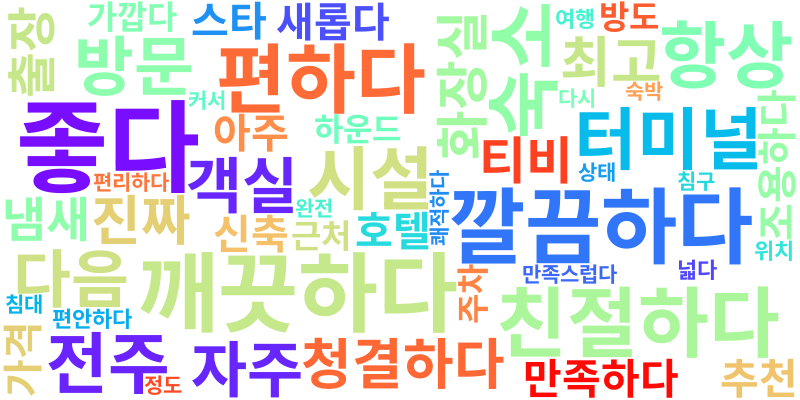 출장
가깝다
스타
새롭다
방문
편하다
화장실
숙소
여행
방도
최고
항상
숙박
다시
커서
좋다
아주
하운드
티비
터미널
조용하다
편리하다
객실
시설
상태
침구
냄새
진짜
완전
신축
근처
호텔
쾌적하다
깔끔하다
위치
다음
깨끗하다
주차
만족스럽다
넓다
침대
편안하다
친절하다
가격
전주
정도
자주
청결하다
만족하다
추천